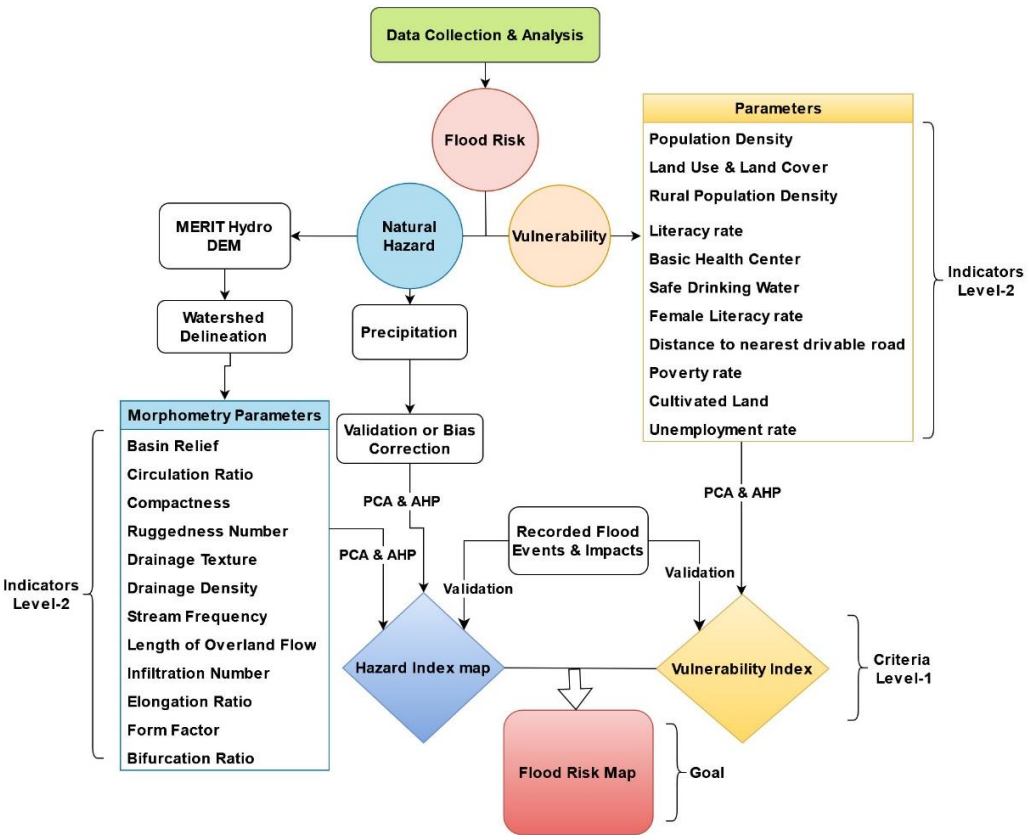 Data Collection & Analysis
Flood Risk
Natural
Hazard
Vulnerability
MERIT Hydro
DEM
Watershed
Delineation
Precipitation
Validation or Bias
Correction
Parameters
Population Density
Land Use & Land Cover
Rural Population Density
Literacy rate
Basic Health Center
Safe Drinking Water
Female Literacy rate
Distance to nearest drivable road
Poverty rate
Cultivated Land
Unemployment rate
Indicators
Level-2
Morphometry Parameters
Basin Relief
Circulation Ratio
Compactness
Ruggedness Number
Drainage Texture
Drainage Density
Stream Frequency
Length of Overland Flow
Infiltration Number
Elongation Ratio
Form Factor
Bifurcation Ratio
Indicators
Level-2
PCA & AHP
PCA & AHP
PCA & AHP
Recorded Flood
Events & Impacts
Validation
Validation
Hazard Index map
Vulnerability Index
Criteria
Level-1
Flood Risk Map
Goal